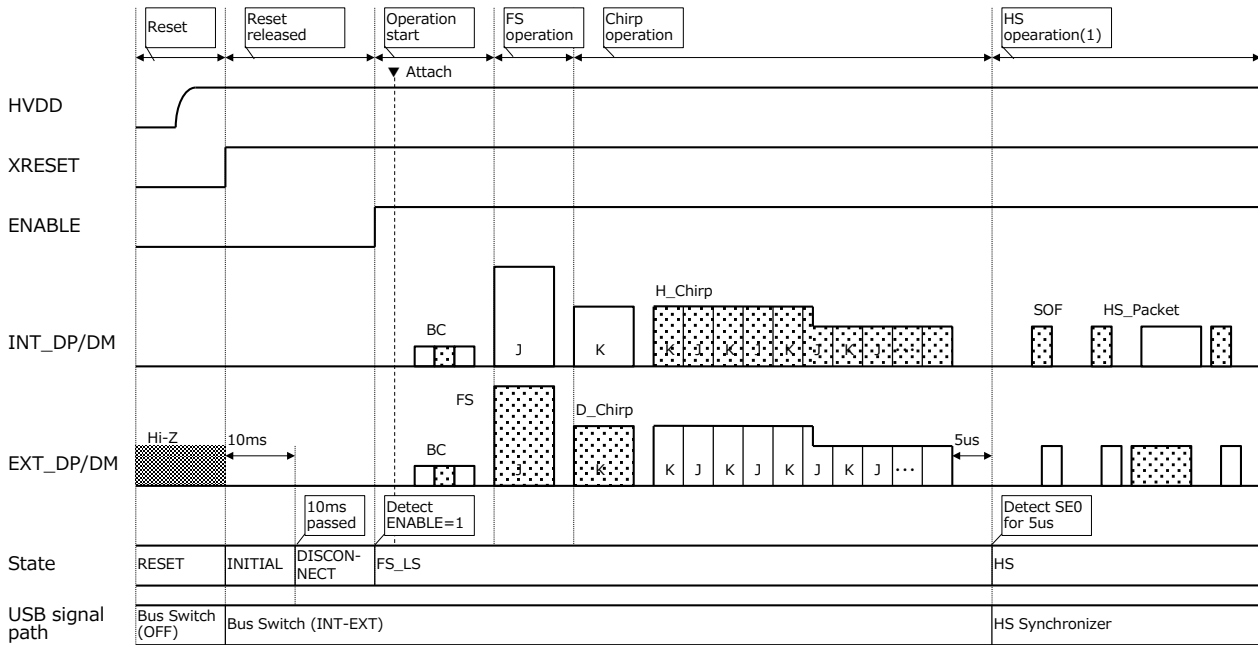 Reset
Reset
released
Operation
start
FS
operation
Chirp
operation
HS
opearation(1)
▼ Attach
HVDD
XRESET
ENABLE
INT_DP/DM
BC
J
K
H_Chirp
K J K J K J K J ...
SOF
HS_Packet
EXT_DP/DM
Hi-Z
10ms
BC
FS
J
D_Chirp
K
K J K J K J K J ...
5us
10ms
passed
Detect
ENABLE=1
Detect SE0
for 5us
State
RESET
INITIAL
DISCON-
NECT
FS_LS
HS
USB signal
path
Bus Switch
(OFF)
Bus Switch (INT-EXT)
HS Synchronizer